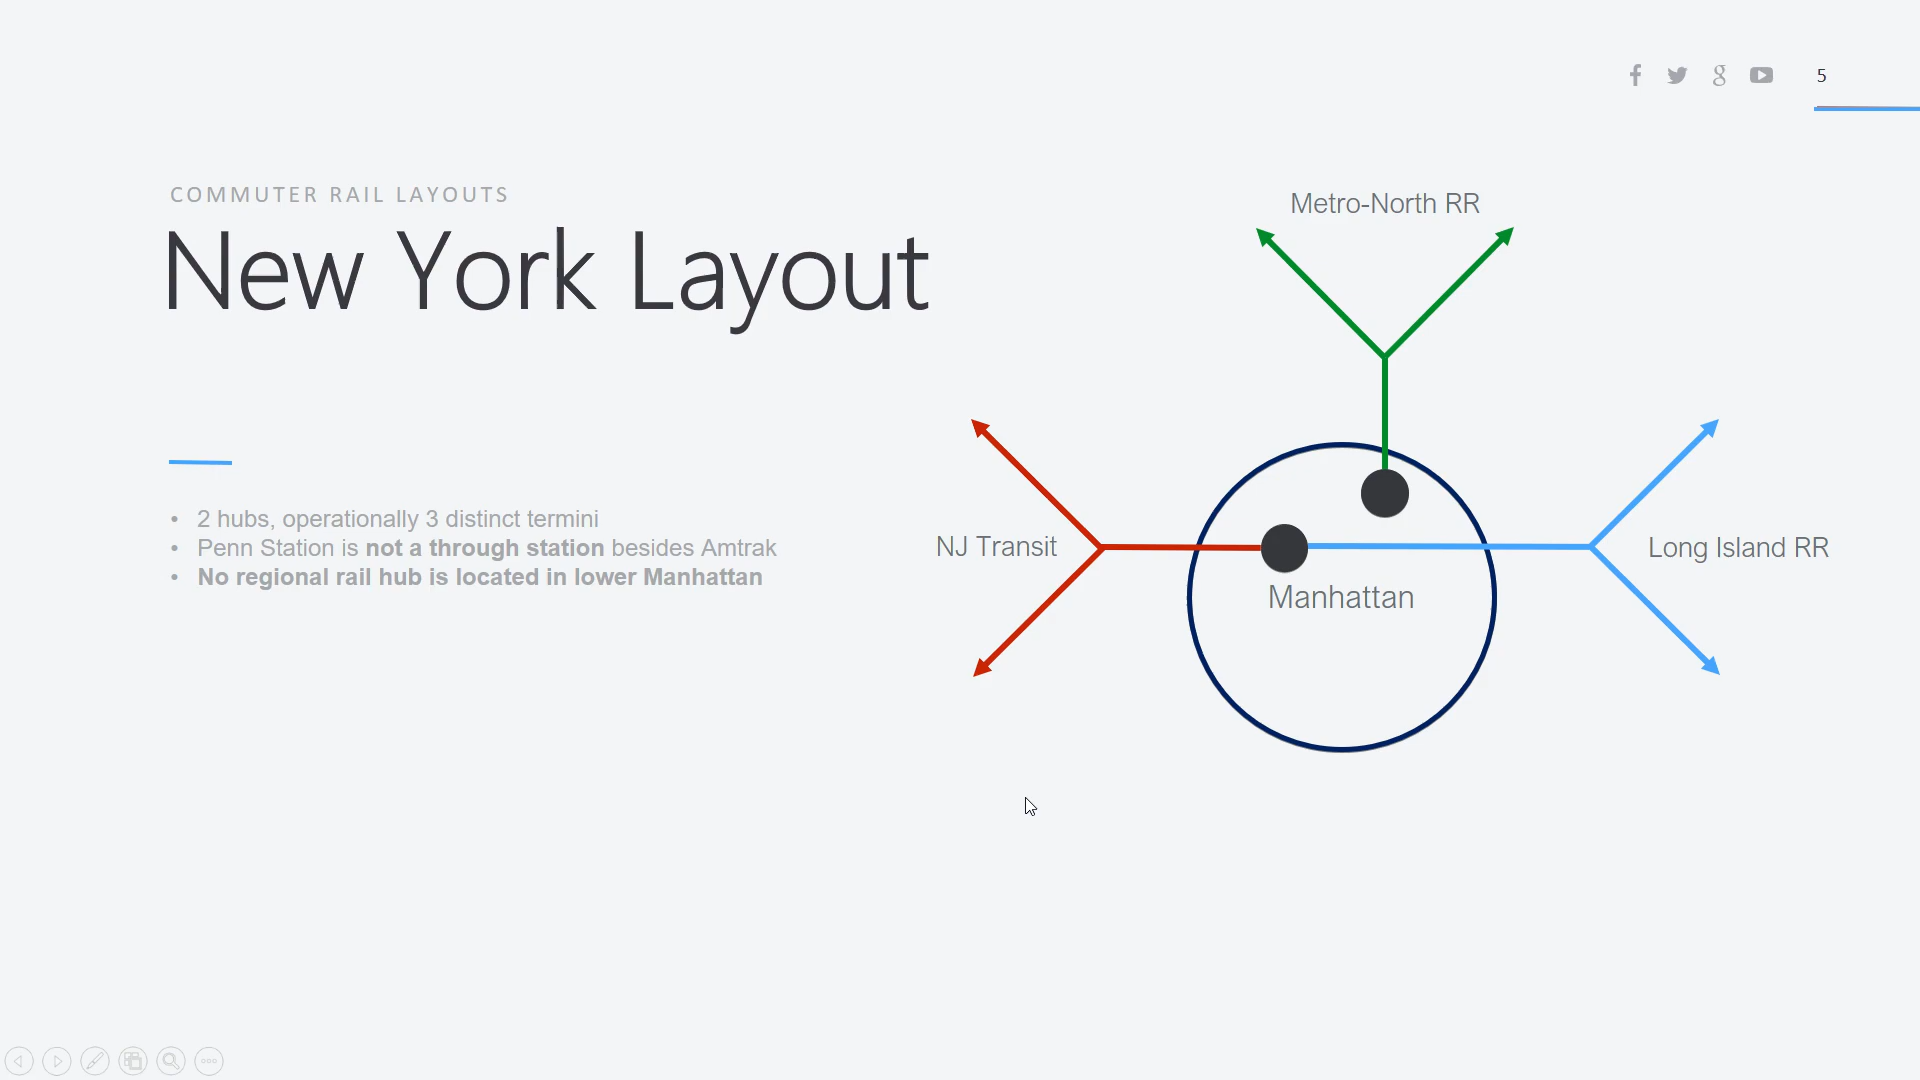 5
COMMUTER RAIL LAYOUTS
New York Layout
• 2 hubs, operationally 3 distinct termini
• Penn Station is not a through station besides Amtrak
• No regional rail hub is located in lower Manhattan
Metro-North RR
NJ Transit
Long Island RR
Manhattan